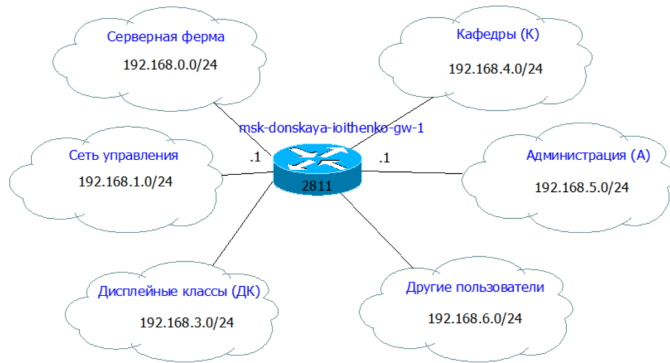 Серверная ферма
192.168.0.0/24
Кафедры (К)
192.168.4.0/24
msk-donskaya-ioithenko-gw-1
Сеть управления
192.168.1.0/24
.1
.1
2811
Администрация (А)
192.168.5.0/24
Дисплейные классы (ДК)
192.168.3.0/24
Другие пользователи
192.168.6.0/24